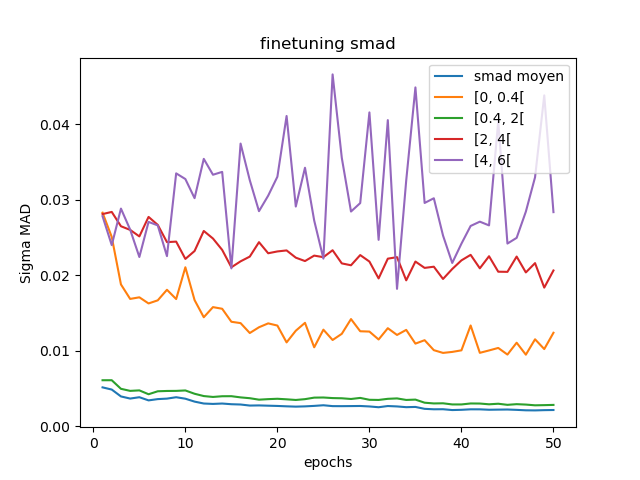 finetuning smad
smad moyen
[0, 0.4[
[0.4, 2[
[2, 4[
[4, 6[
Sigma MAD
0.04
0.03
0.02
0.01
0.00
0 10 20 30 40 50
epochs